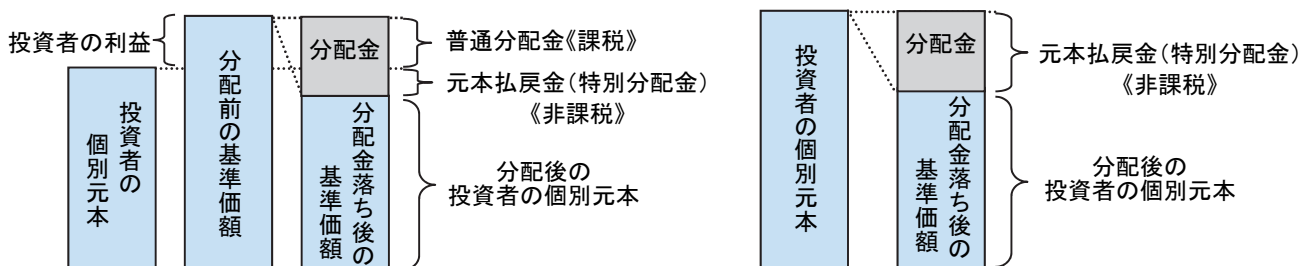 投資者の利益
投資者の
個別元本
分配前の基準価額
分配金
分配金落ち後の
基準価額
普通分配金《課税》
元本払戻金(特別分配金)
《非課税》
分配後の
投資者の個別元本
投資者の個別元本
分配金
分配金落ち後の
基準価額
元本払戻金(特別分配金)
《非課税》
分配後の
投資者の個別元本